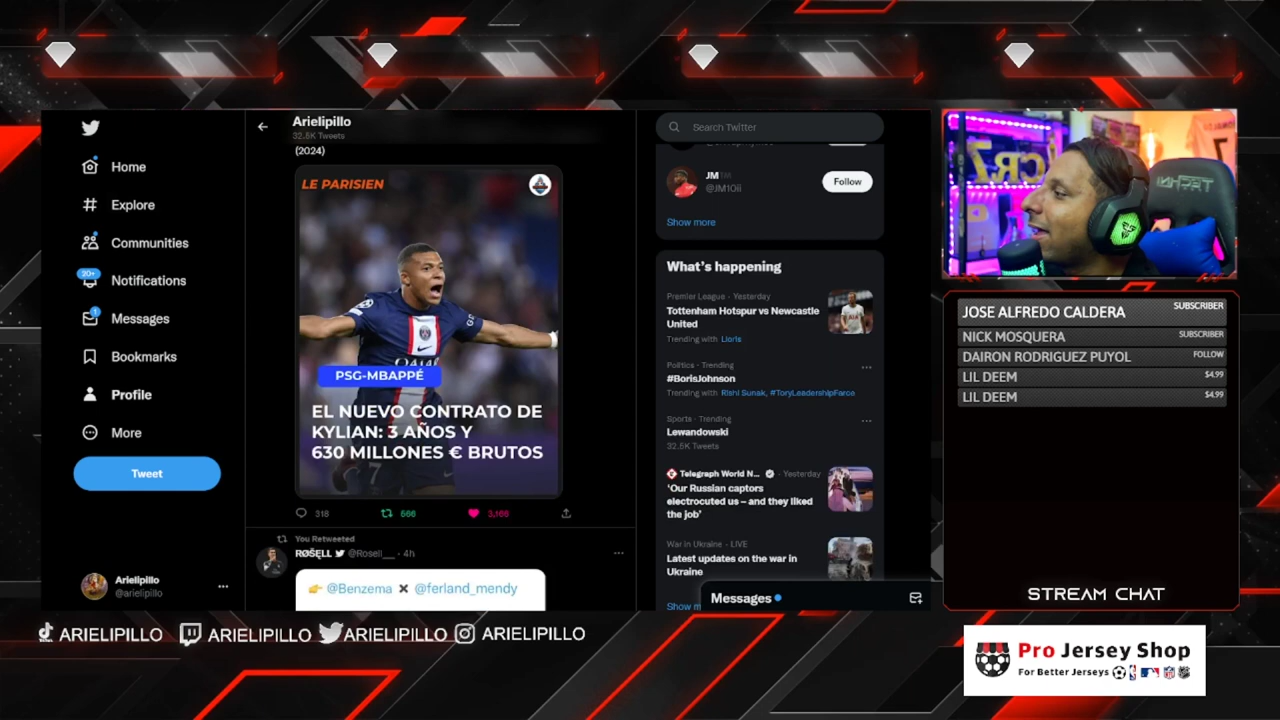 Arielipillo
32.5K Tweets
(2024)
LE PARISIEN
PSG-MBAPPÉ
EL NUEVO CONTRATO DE
KYLIAN: 3 AÑOS Y
630 MILLONES € BRUTOS
318
666
3,166
You Retweeted
@Rosell__ · 4h
@Benzema
@ferland_mendy
Home
Explore
Communities
20+
Notifications
1
Messages
Bookmarks
Profile
More
Tweet
Arielipillo
@arielipillo
Search Twitter
JM
@JM10ii
Follow
Show more
What's happening
Premier League · Yesterday
Tottenham Hotspur vs Newcastle
United
Trending with Lloris
Politics · Trending
#BorisJohnson
Trending with Rishi Sunak, #ToryLeadershipFarce
Sports · Trending
Lewandowski
32.5K Tweets
Telegraph World N... · Yesterday
'Our Russian captors
electrocuted us – and they liked
the job'
War in Ukraine · LIVE
Latest updates on the war in
Ukraine
Show m
Messages
CR7
JOSE ALFREDO CALDERA SUBSCRIBER
NICK MOSQUERA SUBSCRIBER
DAIRON RODRIGUEZ PUYOL FOLLOW
LIL DEEM $4.99
LIL DEEM $4.99
STREAM CHAT
ARIELIPILLO ARIELIPILLO ARIELIPILLO ARIELIPILLO
Pro Jersey Shop
For Better Jerseys